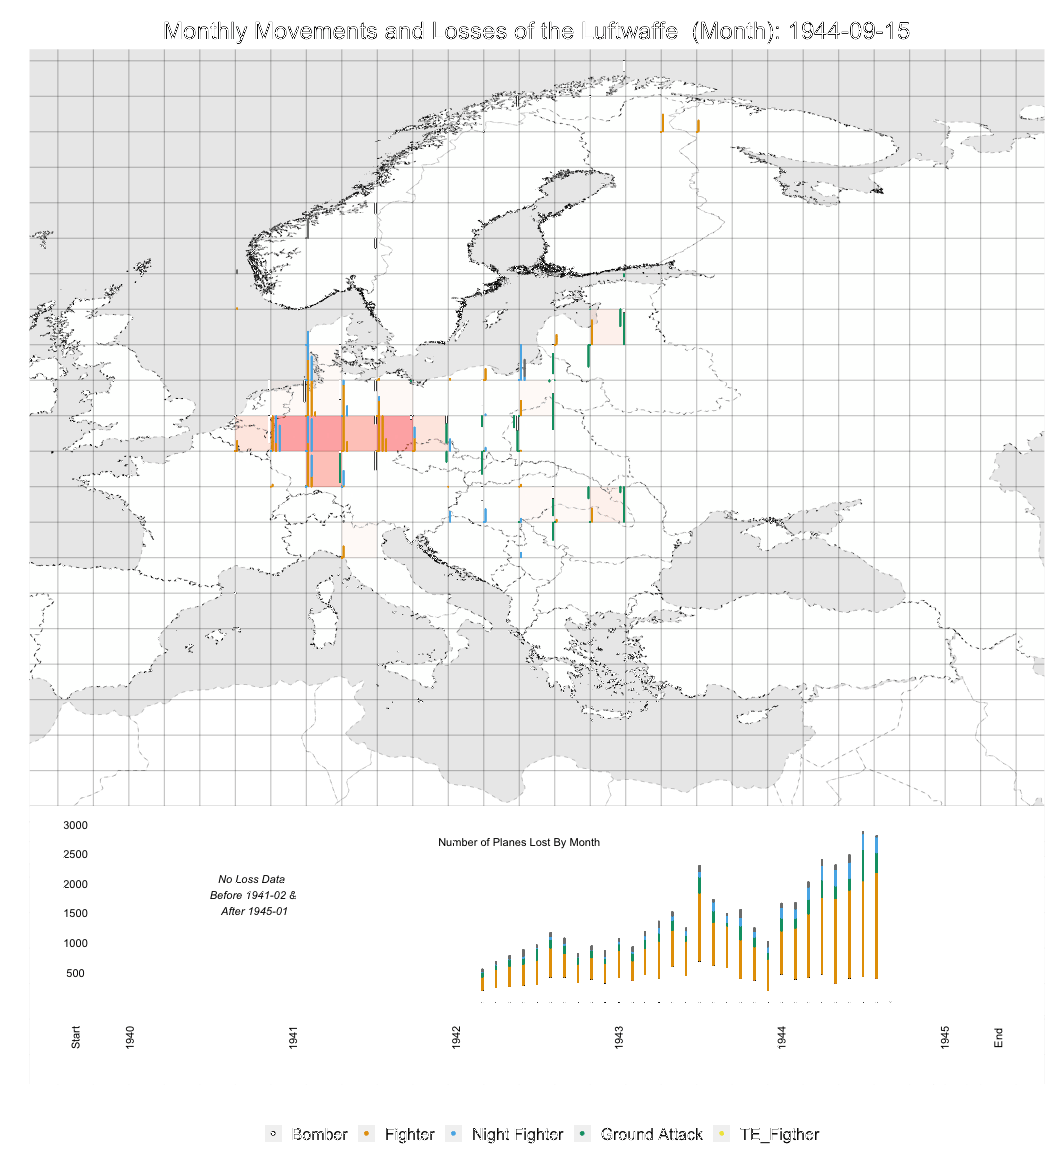 Monthly Movements and Losses of the Luftwaffe (Month): 1944-09-15
3000
Number of Planes Lost By Month
2500
No Loss Data
2000
Before 1941-02 &
1500
After 1945-01
1000
500
Start 1940 1941 1942 1943 1944 1945 End
Bomber Fighter Night Fighter Ground Attack TE_Figther